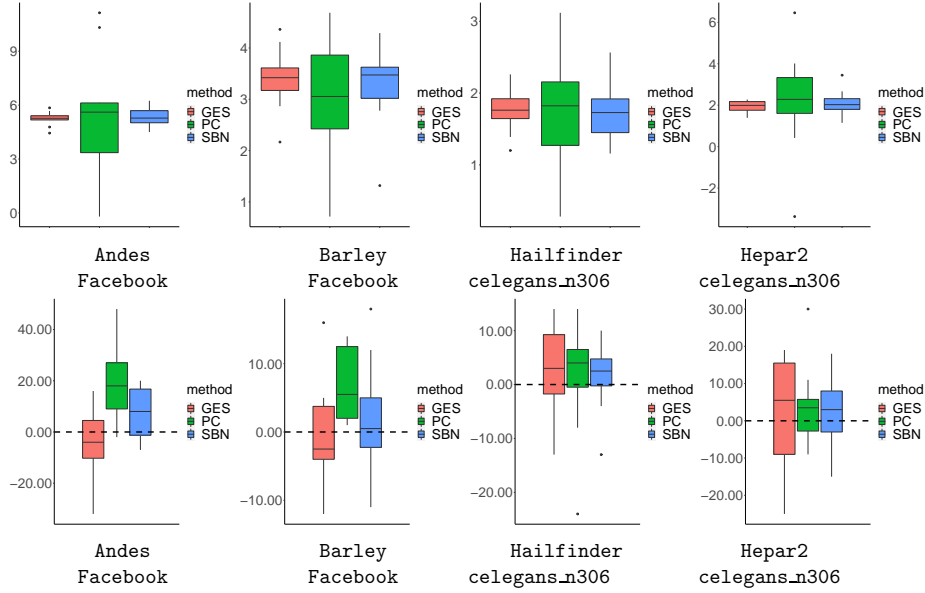 9
6
3
0
method
GES
PC
SBN
Andes
Facebook
4
3
2
1
method
GES
PC
SBN
Barley
Facebook
3
2
1
method
GES
PC
SBN
Hailfinder
celegans_n306
6
4
2
0
−2
method
GES
PC
SBN
Hepar2
celegans_n306
40.00
20.00
0.00
−20.00
method
GES
PC
SBN
Andes
Facebook
10.00
0.00
−10.00
method
GES
PC
SBN
Barley
Facebook
10.00
0.00
−10.00
−20.00
method
GES
PC
SBN
Hailfinder
celegans_n306
30.00
20.00
10.00
0.00
−10.00
−20.00
method
GES
PC
SBN
Hepar2
celegans_n306